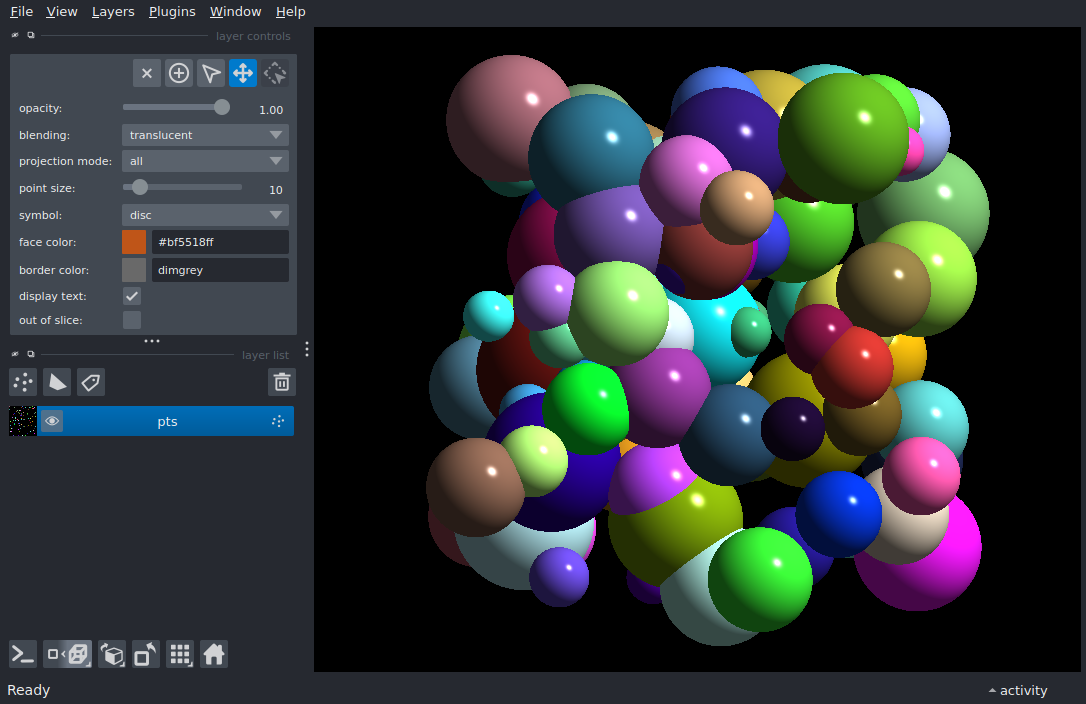 File View Layers Plugins Window Help
layer controls
opacity: 1.00
blending: translucent
projection mode: all
point size: 10
symbol: disc
face color: #bf5518ff
border color: dimgrey
display text:
out of slice:
layer list
pts
Ready
activity